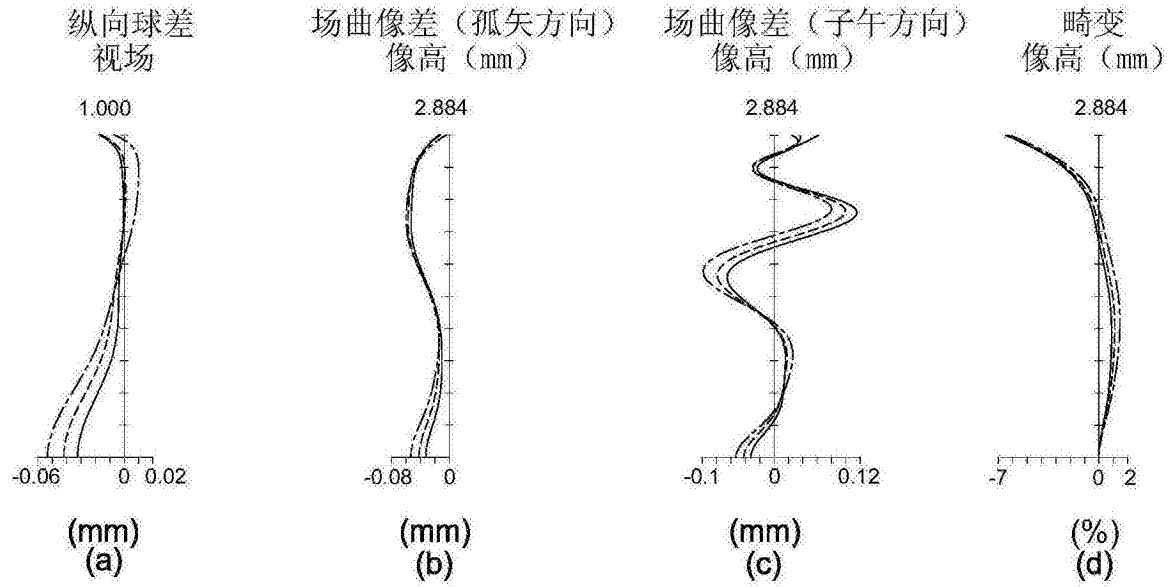 纵向球差
视场
1.000
-0.06 0 0.02
(mm)
(a)
场曲像差（孤矢方向）
像高（mm）
2.884
-0.08 0
(mm)
(b)
场曲像差（子午方向）
像高（mm）
2.884
-0.1 0 0.12
(mm)
(c)
畸变
像高（mm）
2.884
-7 0 2
(%)
(d)